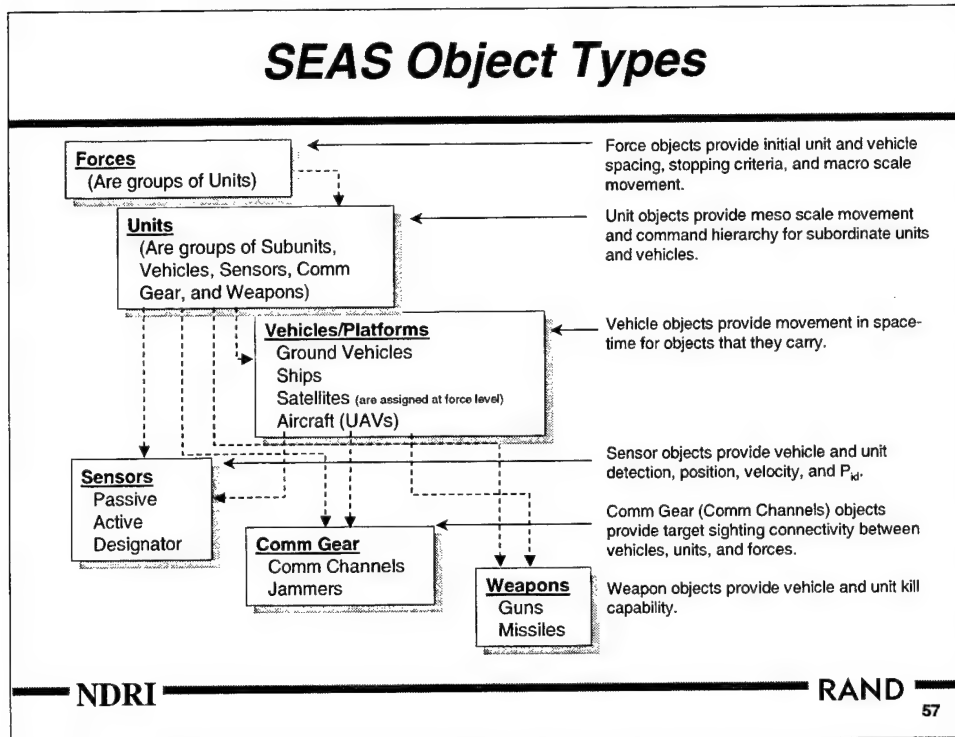 SEAS Object Types
Forces
(Are groups of Units)
Force objects provide initial unit and vehicle
spacing, stopping criteria, and macro scale
movement.
Units
(Are groups of Subunits,
Vehicles, Sensors, Comm
Gear, and Weapons)
Unit objects provide meso scale movement
and command hierarchy for subordinate units
and vehicles.
Vehicles/Platforms
Ground Vehicles
Ships
Satellites (are assigned at force level)
Aircraft (UAVs)
Vehicle objects provide movement in space-
time for objects that they carry.
Sensors
Passive
Active
Designator
Sensor objects provide vehicle and unit
detection, position, velocity, and Pid.
Comm Gear
Comm Channels
Jammers
Comm Gear (Comm Channels) objects
provide target sighting connectivity between
vehicles, units, and forces.
Weapons
Guns
Missiles
Weapon objects provide vehicle and unit kill
capability.
NDRI
RAND
57